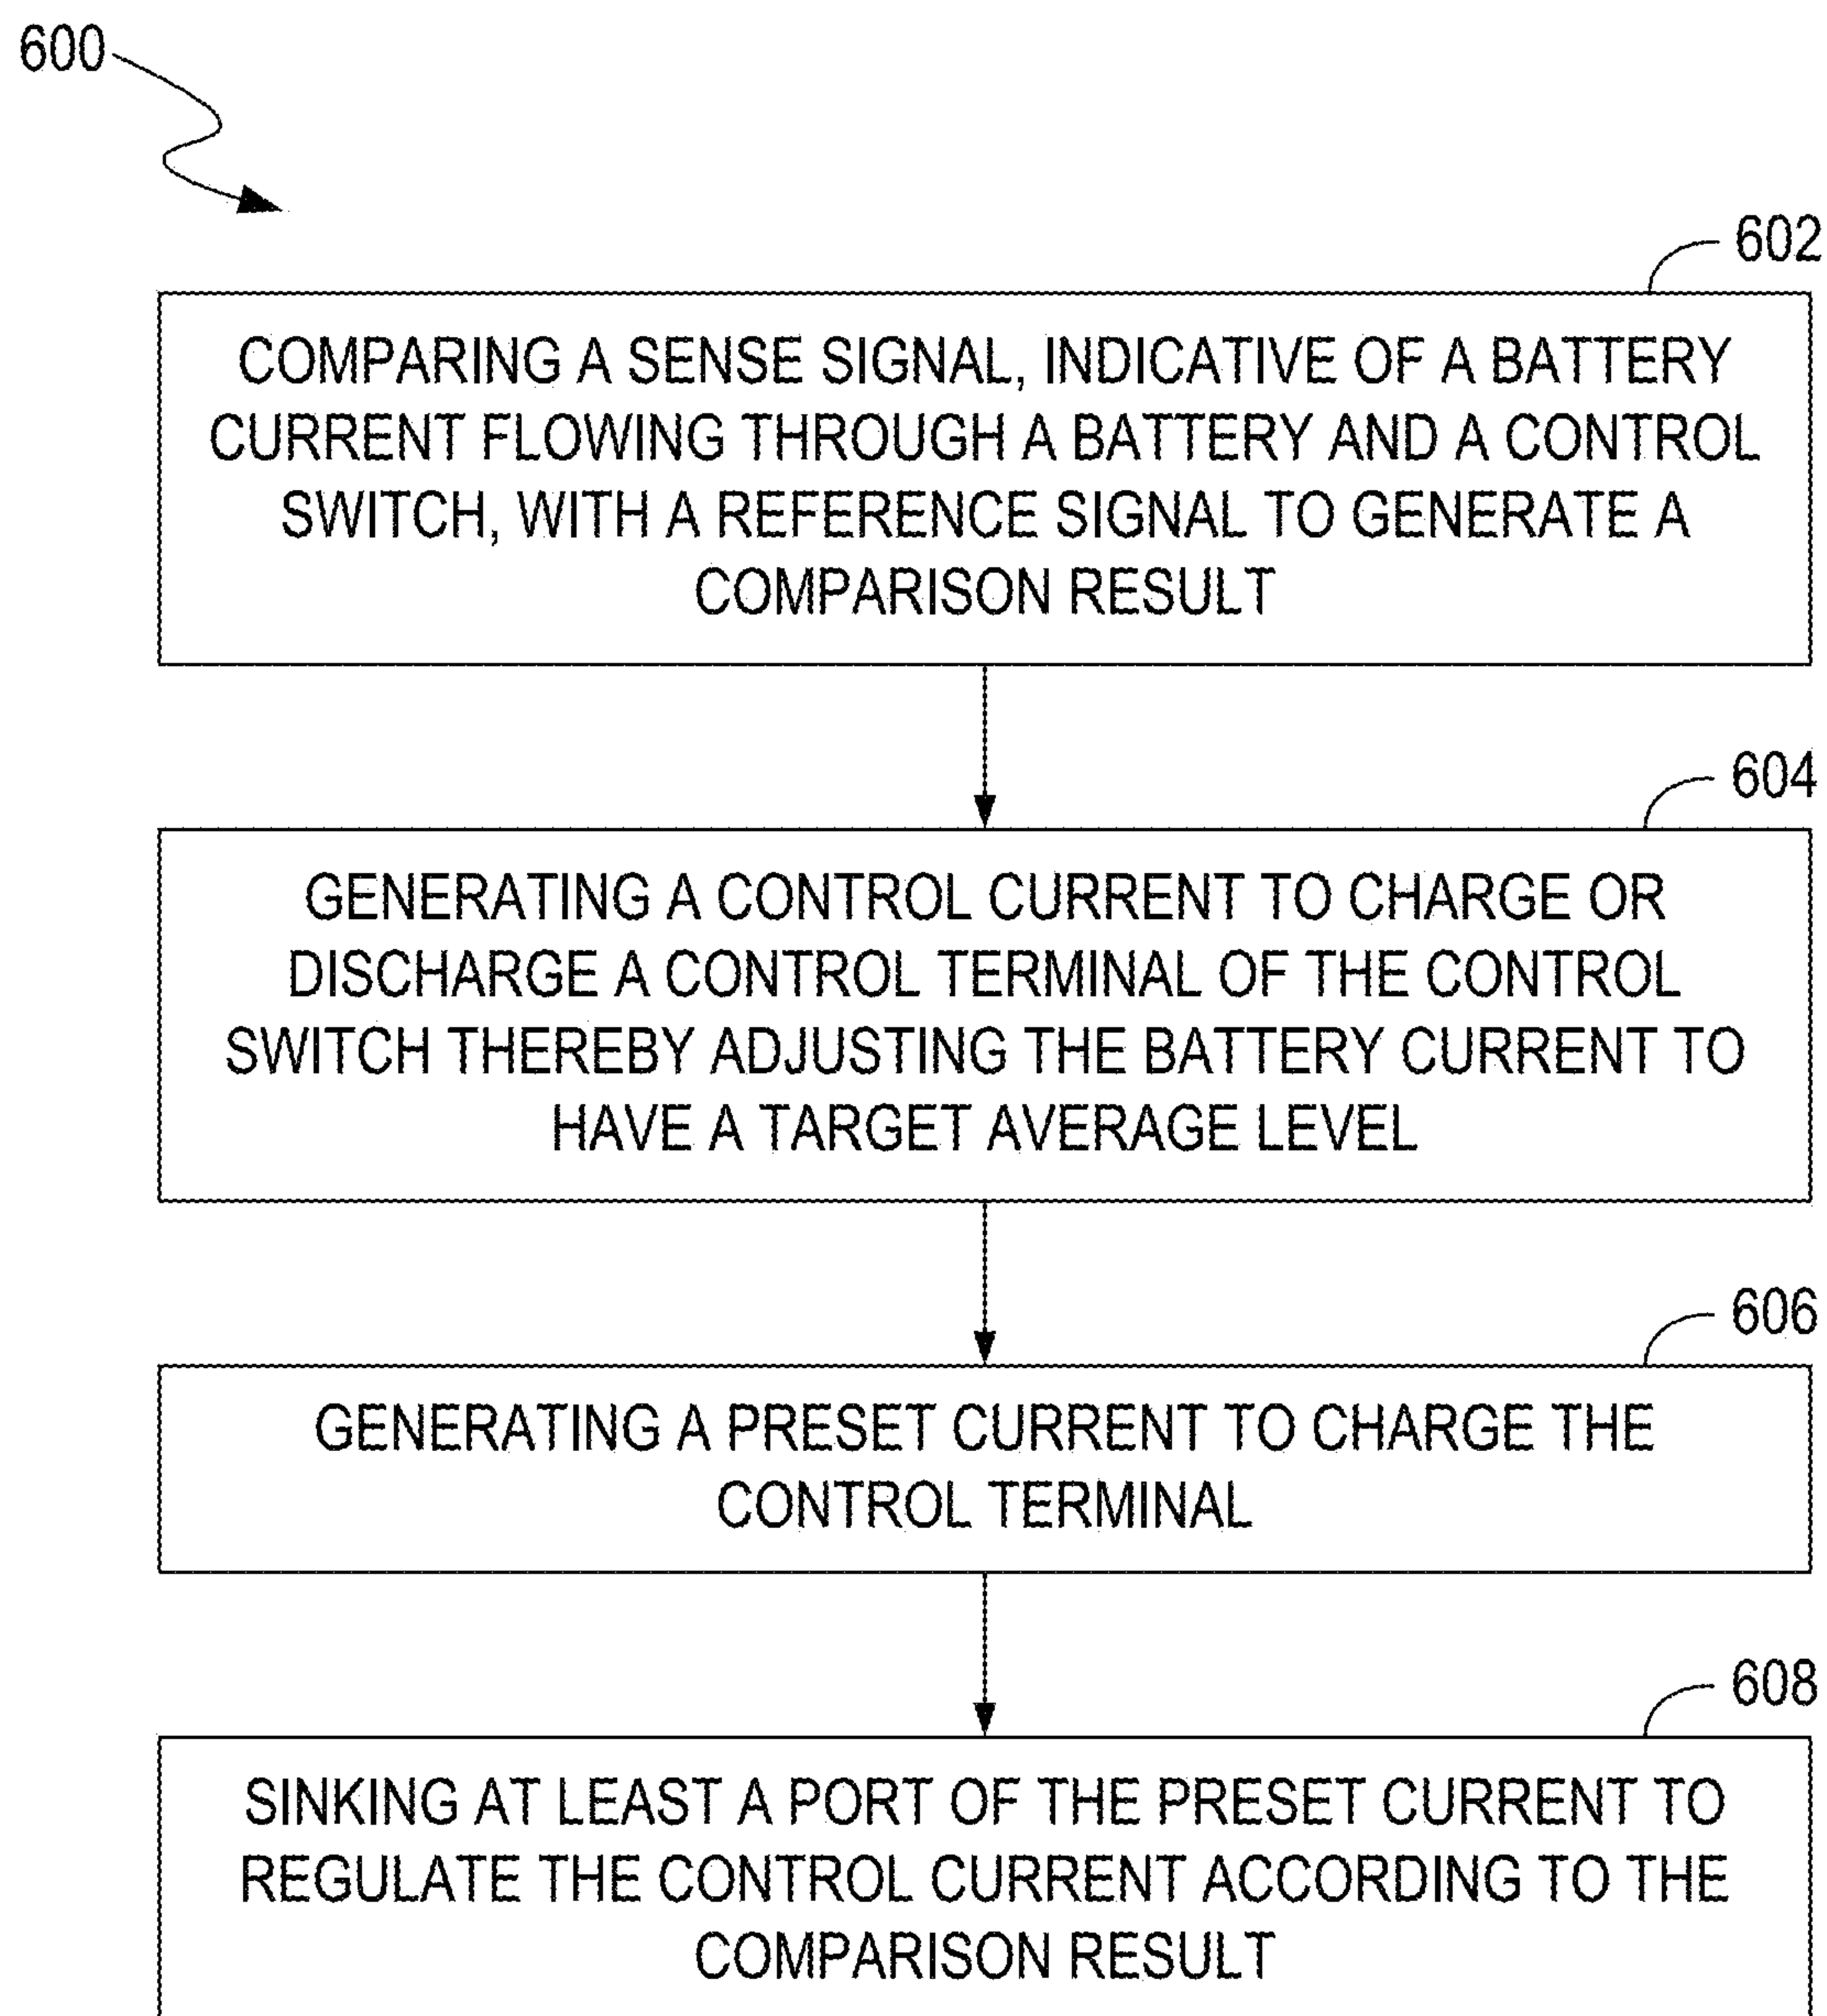 600
602
COMPARING A SENSE SIGNAL, INDICATIVE OF A BATTERY
CURRENT FLOWING THROUGH A BATTERY AND A CONTROL
SWITCH, WITH A REFERENCE SIGNAL TO GENERATE A
COMPARISON RESULT
604
GENERATING A CONTROL CURRENT TO CHARGE OR
DISCHARGE A CONTROL TERMINAL OF THE CONTROL
SWITCH THEREBY ADJUSTING THE BATTERY CURRENT TO
HAVE A TARGET AVERAGE LEVEL
606
GENERATING A PRESET CURRENT TO CHARGE THE
CONTROL TERMINAL
608
SINKING AT LEAST A PORT OF THE PRESET CURRENT TO
REGULATE THE CONTROL CURRENT ACCORDING TO THE
COMPARISON RESULT